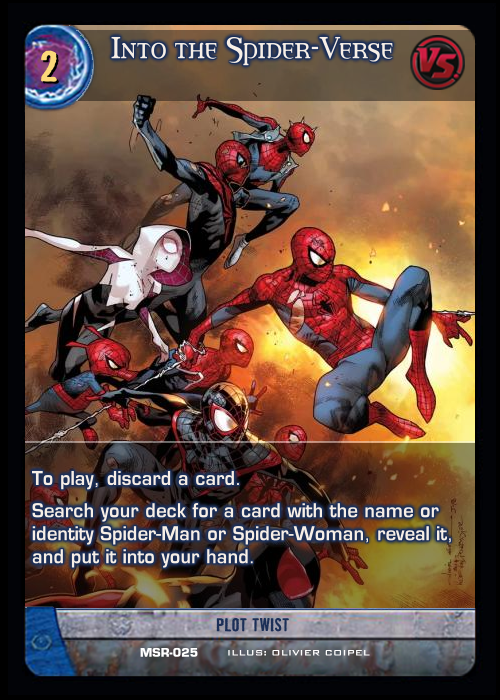 2
INTO THE SPIDER-VERSE
VS.
To play, discard a card.
Search your deck for a card with the name or
identity Spider-Man or Spider-Woman, reveal it,
and put it into your hand.
PLOT TWIST
MSR-025 ILLUS: OLIVIER COIPEL